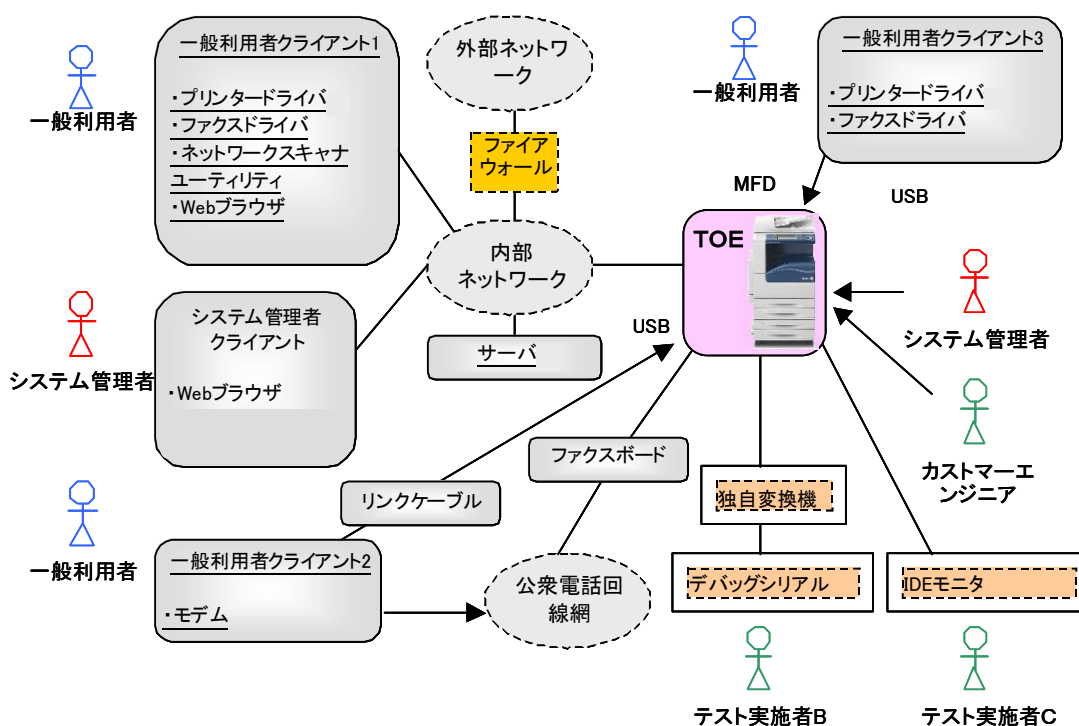 一般利用者
一般利用者クライアント1
・プリンタードライバ
・ファクスドライバ
・ネットワークスキャナ
ユーティリティ
・Webブラウザ
外部ネットワ
ーク
ファイア
ウォール
内部
ネットワーク
サーバ
一般利用者
一般利用者クライアント3
・プリンタードライバ
・ファクスドライバ
MFD
USB
TOE
システム管理者
システム管理者
クライアント
・Webブラウザ
USB
システム管理者
カストマーエ
ンジニア
ファクスボード
リンクケーブル
独自変換機
一般利用者
一般利用者クライアント2
・モデム
公衆電話回
線網
デバッグシリアル
IDEモニタ
テスト実施者B
テスト実施者C